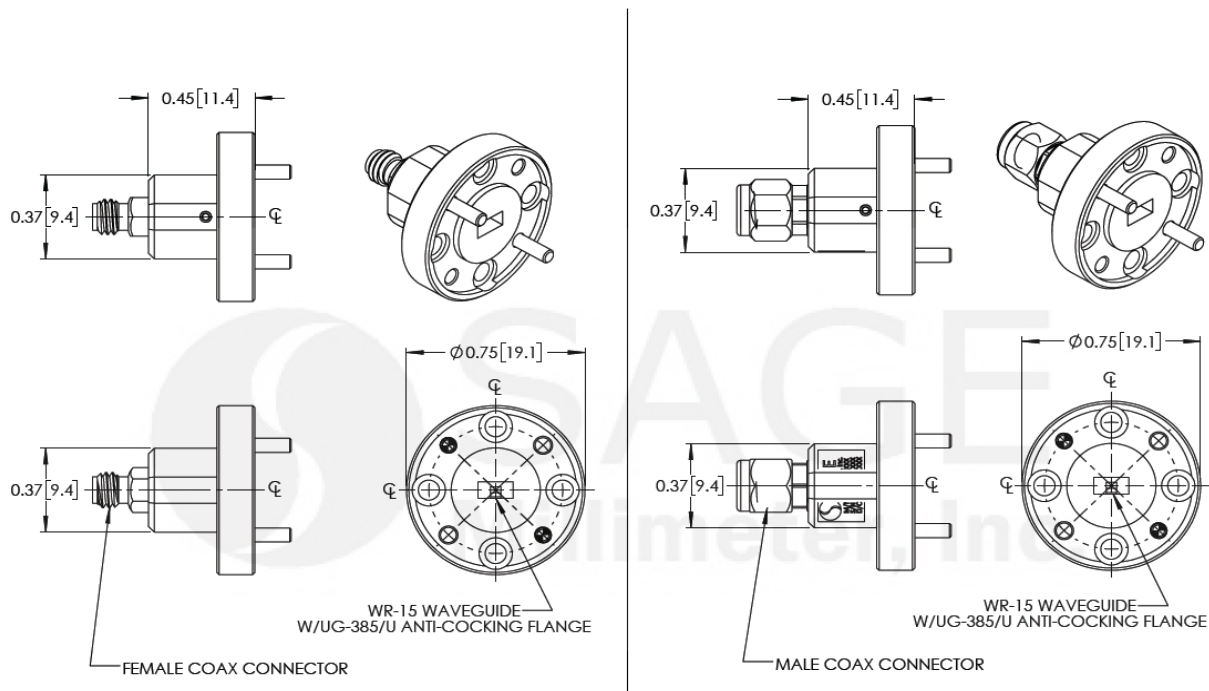 0.45[11.4]
0.37[9.4]
℄
0.45[11.4]
0.37[9.4]
℄
SAGE
Millimeter, Inc.
Ø0.75[19.1]
℄
0.37[9.4]
℄
℄
WR-15 WAVEGUIDE
W/UG-385/U ANTI-COCKING FLANGE
FEMALE COAX CONNECTOR
Ø0.75[19.1]
℄
0.37[9.4]
℄
℄
WR-15 WAVEGUIDE
W/UG-385/U ANTI-COCKING FLANGE
MALE COAX CONNECTOR